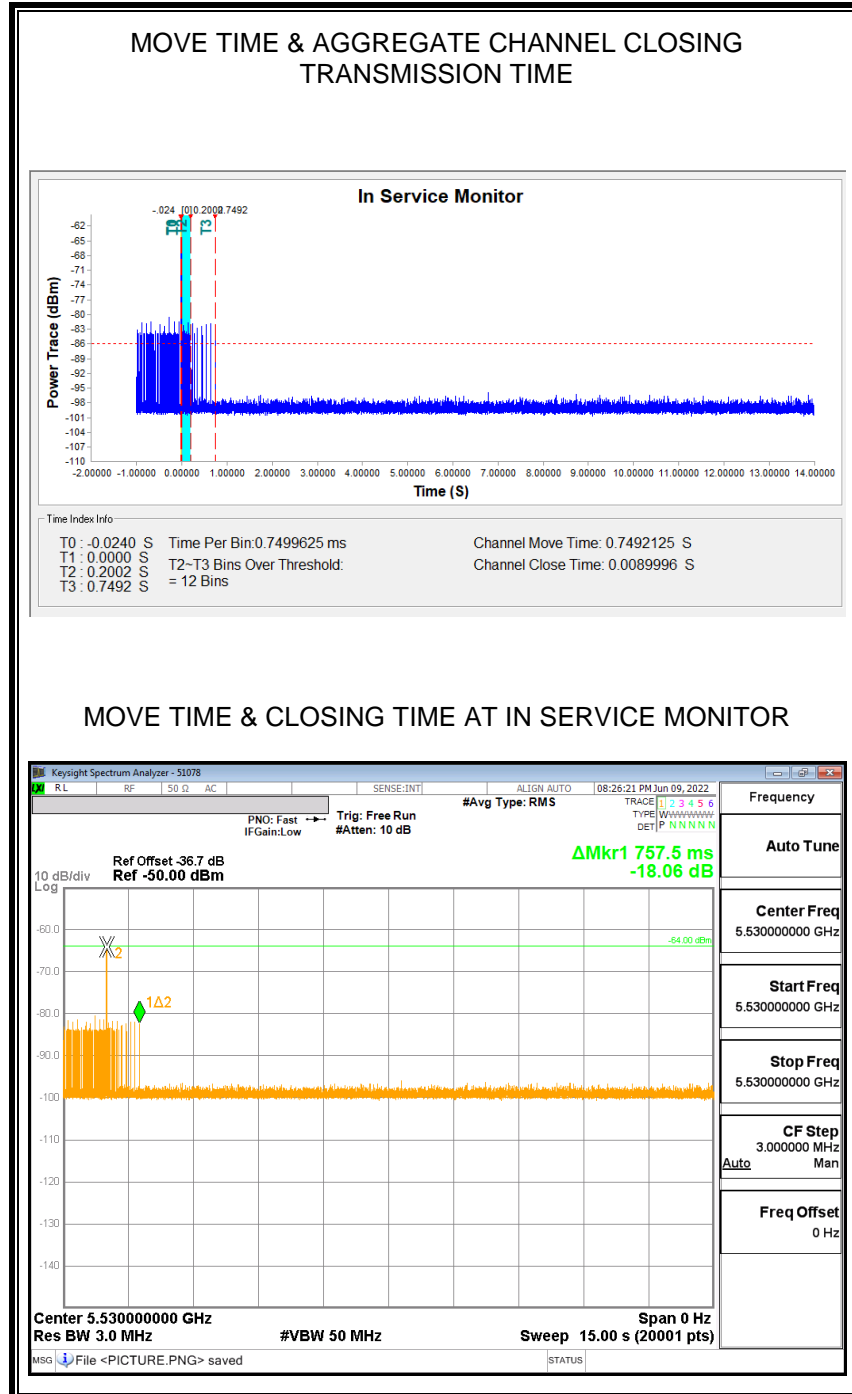 MOVE TIME & AGGREGATE CHANNEL CLOSING
TRANSMISSION TIME
In Service Monitor
-.024
T2
T3
Power Trace (dBm)
-62
-65
-68
-71
-74
-77
-80
-83
-86
-89
-92
-95
-98
-101
-104
-107
-110
-2.00000 -1.00000 0.00000 1.00000 2.00000 3.00000 4.00000 5.00000 6.00000 7.00000 8.00000 9.00000 10.00000 11.00000 12.00000 13.00000 14.00000
Time (S)
Time Index Info
T0 : -0.0240 S
T1 : 0.0000 S
T2 : 0.2002 S
T3 : 0.7492 S
Time Per Bin:0.7499625 ms
T2~T3 Bins Over Threshold:
= 12 Bins
Channel Move Time: 0.7492125 S
Channel Close Time: 0.0089996 S
MOVE TIME & CLOSING TIME AT IN SERVICE MONITOR
Keysight Spectrum Analyzer - 51078
LXI RL RF 50 Ω AC SENSE:INT ALIGN AUTO 08:26:21 PM Jun 09, 2022
PNO: Fast
IFGain:Low
Trig: Free Run
#Atten: 10 dB
#Avg Type: RMS
TRACE 1 2 3 4 5 6
TYPE WWWWWW
DET P N N N N N
ΔMkr1 757.5 ms
-18.06 dB
Ref Offset -36.7 dB
10 dB/div Ref -50.00 dBm
Log
-60.0
-70.0
-80.0
-90.0
-100
-110
-120
-130
-140
-64.00 dBm
2
1Δ2
Center 5.530000000 GHz
Span 0 Hz
Res BW 3.0 MHz
#VBW 50 MHz
Sweep 15.00 s (20001 pts)
MSG File <PICTURE.PNG> saved
STATUS
Frequency
Auto Tune
Center Freq
5.530000000 GHz
Start Freq
5.530000000 GHz
Stop Freq
5.530000000 GHz
CF Step
3.000000 MHz
Auto Man
Freq Offset
0 Hz